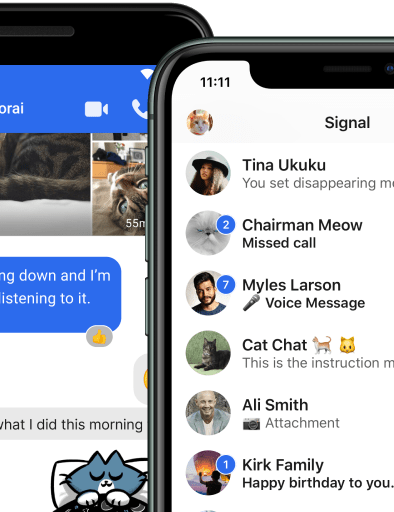 orai
55m
ng down and I'm
listening to it.
what I did this morning
11:11
Signal
Tina Ukuku
You set disappearing me
2
Chairman Meow
Missed call
7
Myles Larson
Voice Message
Cat Chat
This is the instruction m
Ali Smith
Attachment
1
Kirk Family
Happy birthday to you.